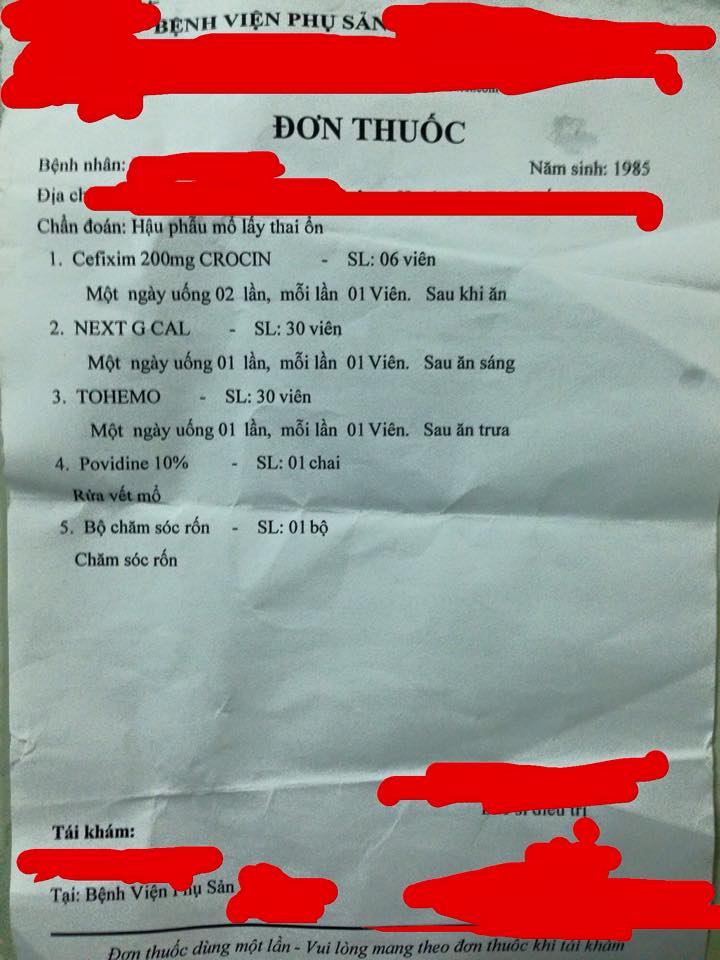 BỆNH VIỆN PHỤ SẢN
ĐƠN THUỐC
Bệnh nhân:
Năm sinh: 1985
Địa
Chẩn đoán: Hậu phẫu mổ lấy thai ổn
1. Cefixim 200mg CROCIN - SL: 06 viên
Một ngày uống 02 lần, mỗi lần 01 Viên. Sau khi ăn
2. NEXT G CAL - SL: 30 viên
Một ngày uống 01 lần, mỗi lần 01 Viên. Sau ăn sáng
3. TOHEMO - SL: 30 viên
Một ngày uống 01 lần, mỗi lần 01 Viên. Sau ăn trưa
4. Povidine 10% - SL: 01 chai
Rửa vết mổ
5. Bộ chăm sóc rốn - SL: 01 bộ
Chăm sóc rốn
điều trị
Tái khám:
Tại: Bệnh Viện Phụ Sản
Đơn thuốc dùng một lần - Vui lòng mang theo đơn thuốc khi tái khám